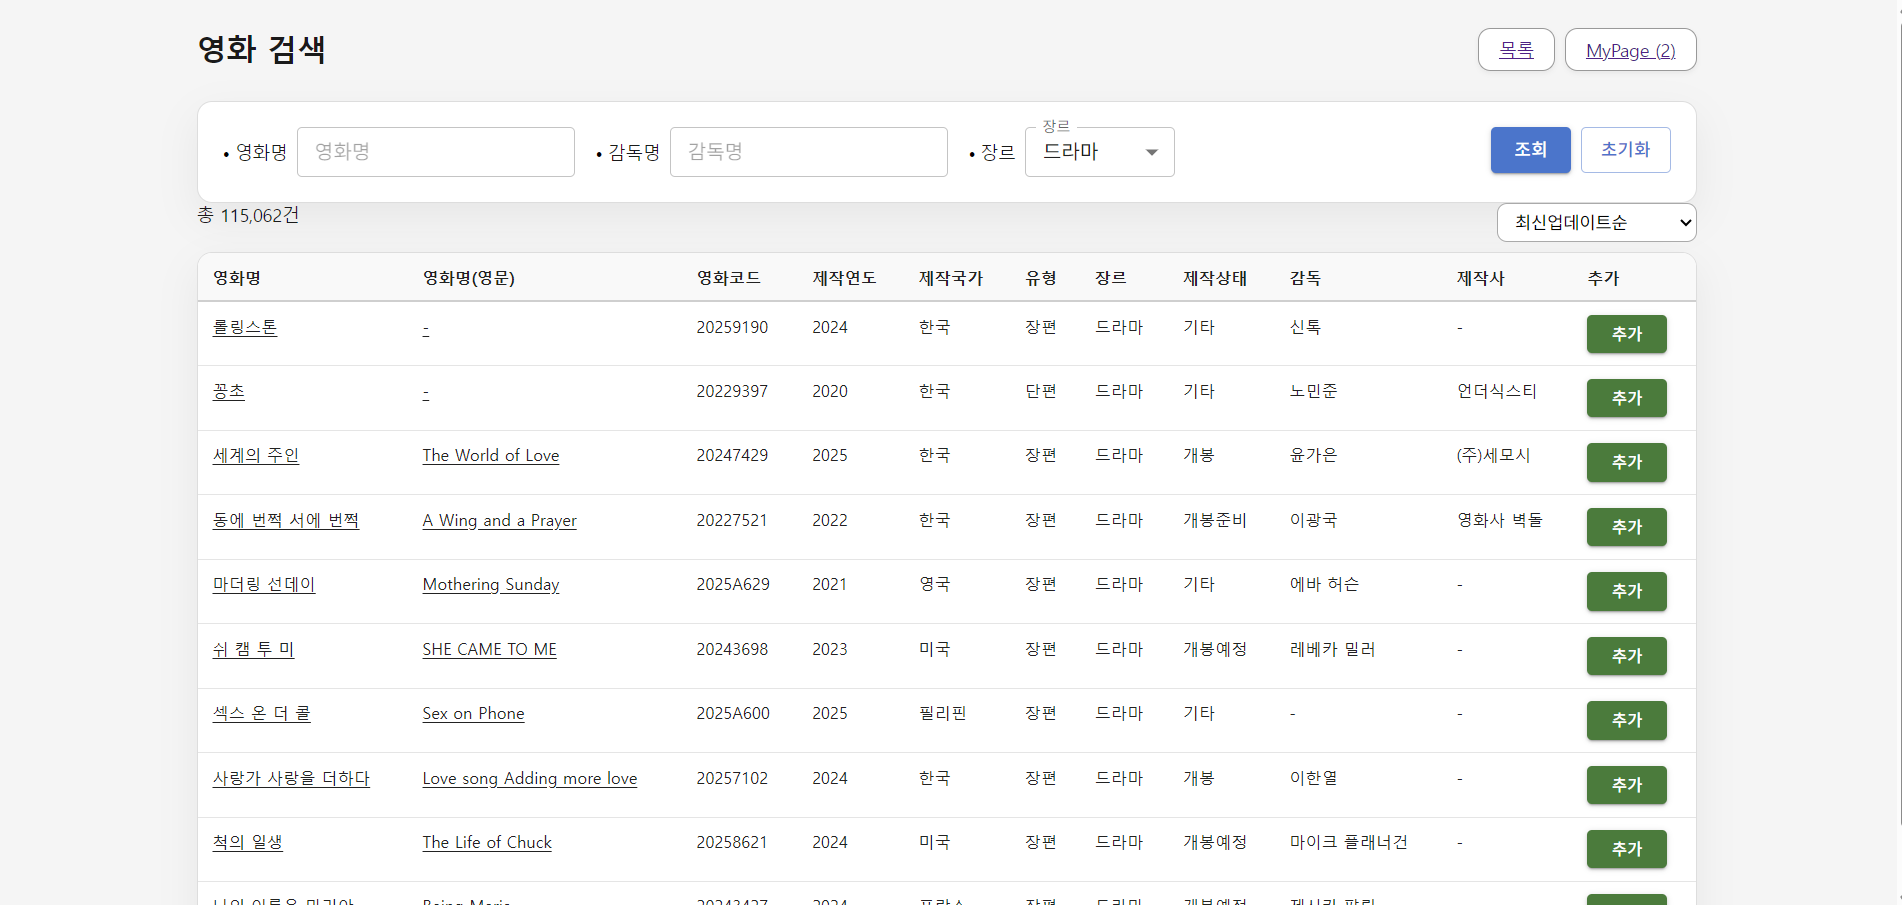 영화 검색
목록
MyPage (2)
• 영화명 영화명 • 감독명 감독명 • 장르 장르 드라마 조회 초기화
총 115,062건
최신업데이트순
영화명 영화명(영문) 영화코드 제작연도 제작국가 유형 장르 제작상태 감독 제작사 추가
롤링스톤 - 20259190 2024 한국 장편 드라마 기타 신톡 - 추가
꽁초 - 20229397 2020 한국 단편 드라마 기타 노민준 언더식스티 추가
세계의 주인 The World of Love 20247429 2025 한국 장편 드라마 개봉 윤가은 (주)세모시 추가
동에 번쩍 서에 번쩍 A Wing and a Prayer 20227521 2022 한국 장편 드라마 개봉준비 이광국 영화사 벽돌 추가
마더링 선데이 Mothering Sunday 2025A629 2021 영국 장편 드라마 기타 에바 허슨 - 추가
쉬 캠 투 미 SHE CAME TO ME 20243698 2023 미국 장편 드라마 개봉예정 레베카 밀러 - 추가
섹스 온 더 콜 Sex on Phone 2025A600 2025 필리핀 장편 드라마 기타 - - 추가
사랑가 사랑을 더하다 Love song Adding more love 20257102 2024 한국 장편 드라마 개봉 이한열 - 추가
척의 일생 The Life of Chuck 20258621 2024 미국 장편 드라마 개봉예정 마이크 플래너건 - 추가